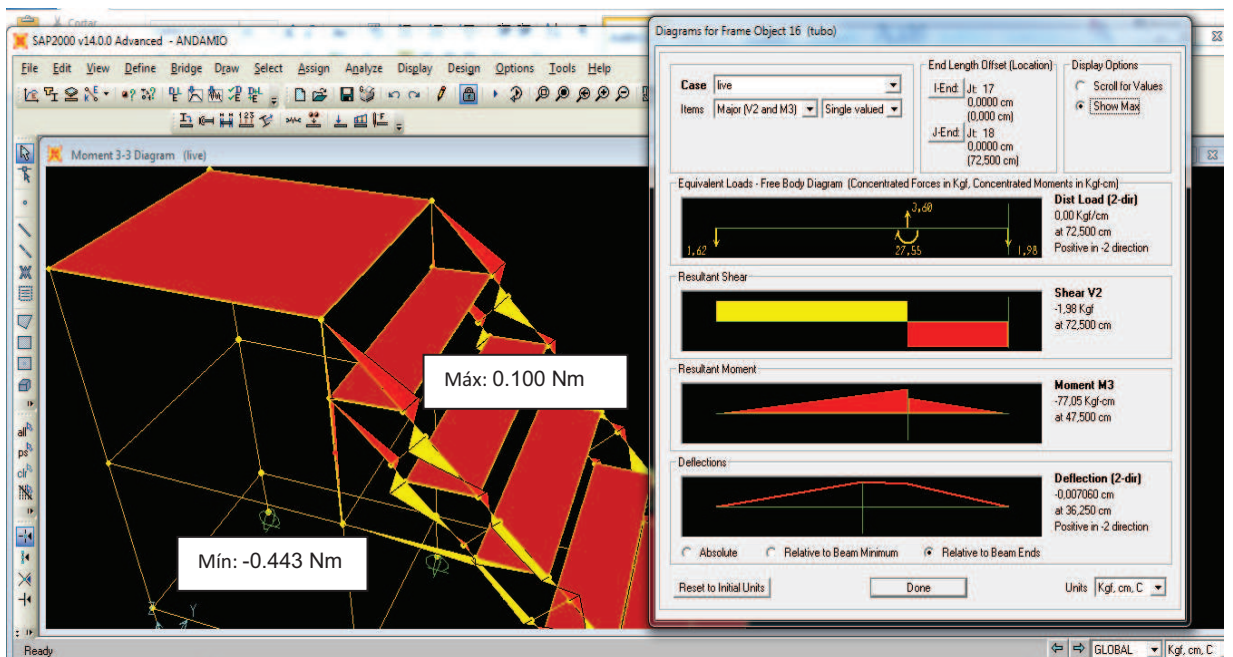 Cortar
SAP2000 v14.0.0 Advanced - ANDAMIO
File Edit View Define Bridge Draw Select Assign Analyze Display Design Options Tools Help
Moment 3-3 Diagram (live)
all
ps
clr
Máx: 0.100 Nm
Mín: -0.443 Nm
Z
Y
Ready
GLOBAL
Kgf, cm, C
Diagrams for Frame Object 16 (tubo)
Case live
Items Major (V2 and M3) Single valued
End Length Offset (Location)
I-End: Jt: 17
0,0000 cm
(0,000 cm)
J-End: Jt: 18
0,0000 cm
(72,500 cm)
Display Options
Scroll for Values
Show Max
Equivalent Loads - Free Body Diagram (Concentrated Forces in Kgf, Concentrated Moments in Kgf-cm)
3,60
1,62
27,55
1,98
Dist Load (2-dir)
0,00 Kgf/cm
at 72,500 cm
Positive in -2 direction
Resultant Shear
Shear V2
-1,98 Kgf
at 72,500 cm
Resultant Moment
Moment M3
-77,05 Kgf-cm
at 47,500 cm
Deflections
Deflection (2-dir)
-0,007060 cm
at 36,250 cm
Positive in -2 direction
Absolute Relative to Beam Minimum Relative to Beam Ends
Reset to Initial Units Done Units Kgf, cm, C